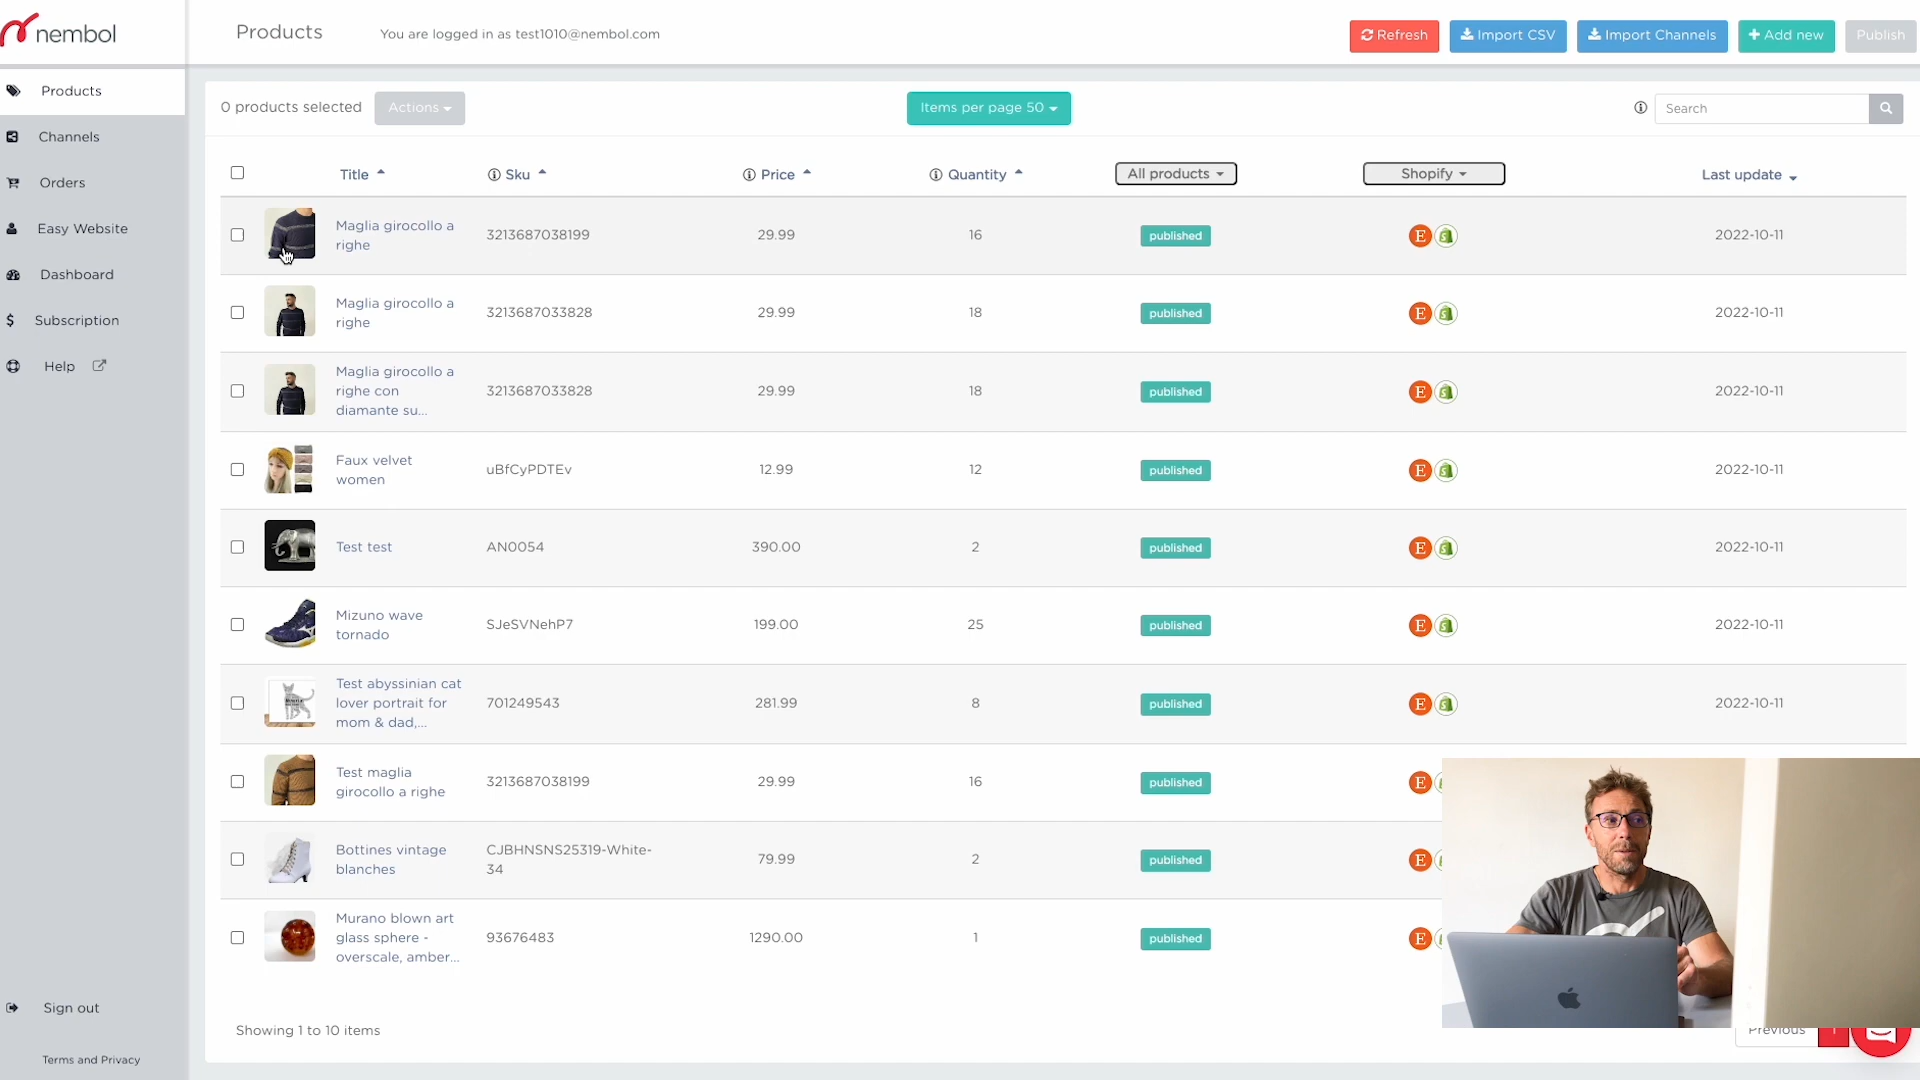 nembol
Products
You are logged in as test1010@nembol.com
Refresh
Import CSV
Import Channels
Add new
Publish
Products
Channels
Orders
Easy Website
Dashboard
Subscription
Help
Sign out
Terms and Privacy
0 products selected
Actions
Items per page 50
Search
Title
Sku
Price
Quantity
All products
Shopify
Last update
Maglia girocollo a
righe
3213687038199
29.99
16
published
E
2022-10-11
Maglia girocollo a
righe
3213687033828
29.99
18
published
E
2022-10-11
Maglia girocollo a
righe con
diamante su...
3213687033828
29.99
18
published
E
2022-10-11
Faux velvet
women
uBfCyPDTEv
12.99
12
published
E
2022-10-11
Test test
AN0054
390.00
2
published
E
2022-10-11
Mizuno wave
tornado
SJeSVNehP7
199.00
25
published
E
2022-10-11
Test abyssinian cat
lover portrait for
mom & dad,...
701249543
281.99
8
published
E
2022-10-11
Test maglia
girocollo a righe
3213687038199
29.99
16
published
E
Bottines vintage
blanches
CJBHNSNS25319-White-
34
79.99
2
published
E
Murano blown art
glass sphere -
overscale, amber...
93676483
1290.00
1
published
E
Showing 1 to 10 items
Previous
1